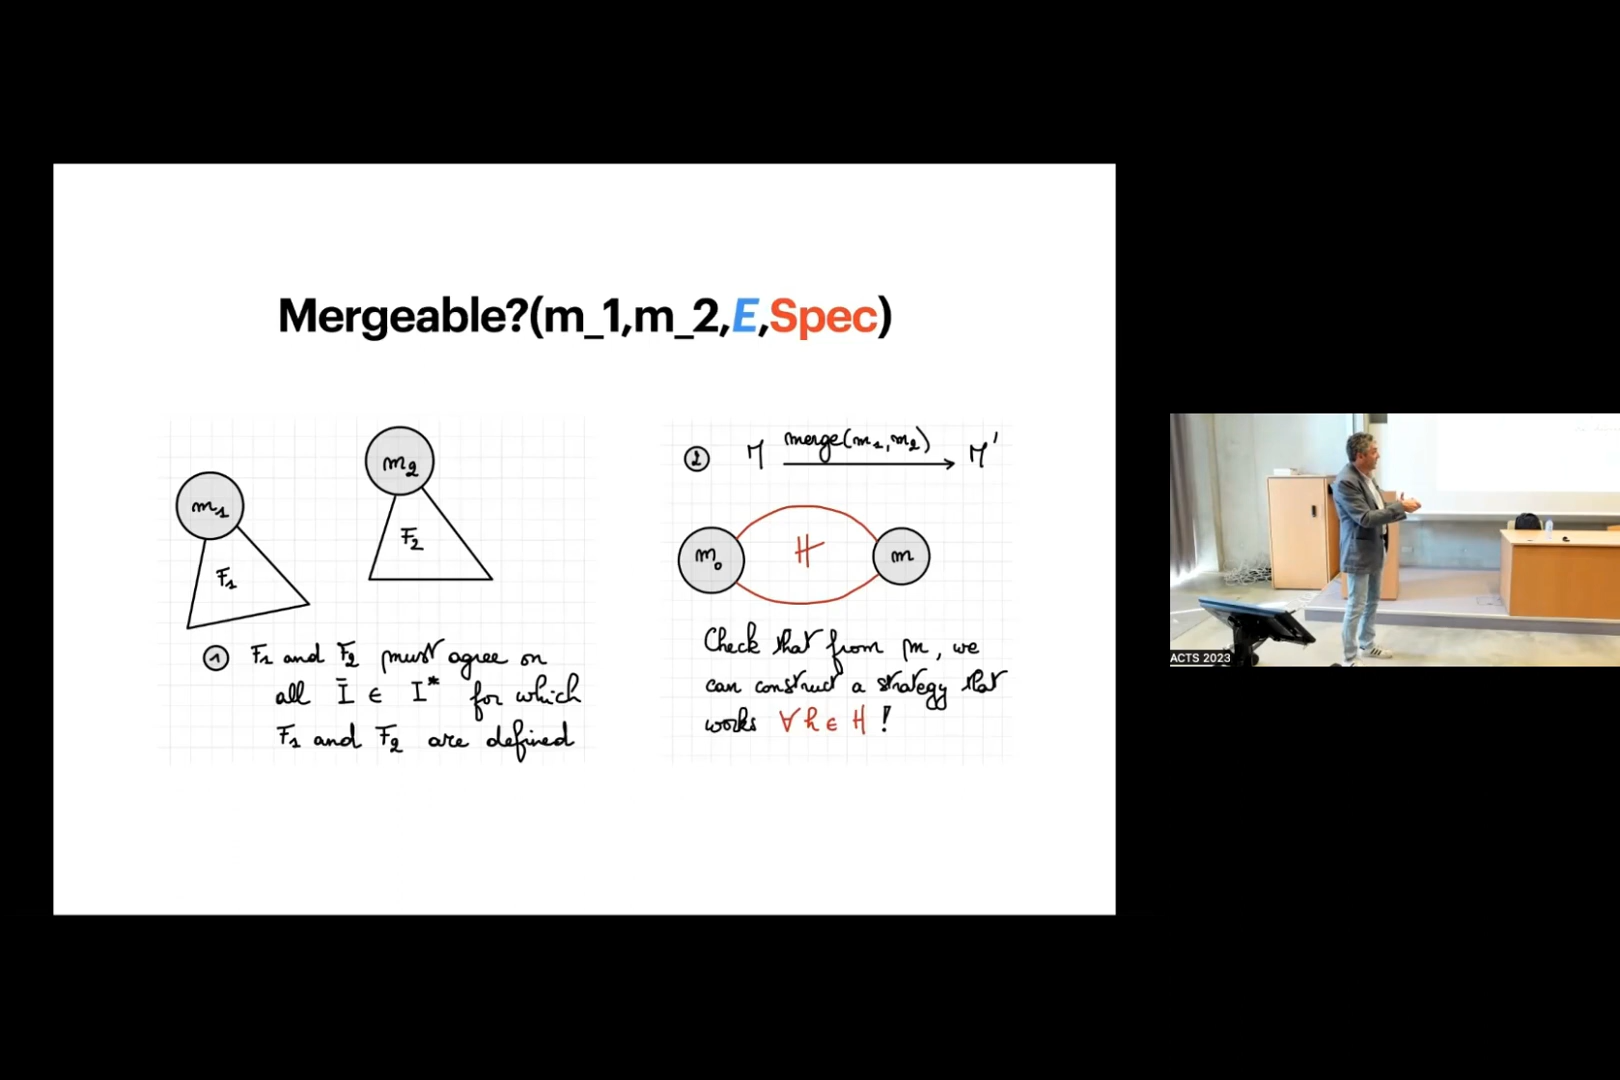 Mergeable?(m_1,m_2,E,Spec)
m₁
F₁
m₂
F₂
① F₁ and F₂ must agree on
all Ī ∈ I* for which
F₁ and F₂ are defined
② M merge(m₁,m₂) M'
m₀ H m
Check that from m, we
can construct a strategy that
works ∀ h ∈ H !
ACTS 2023